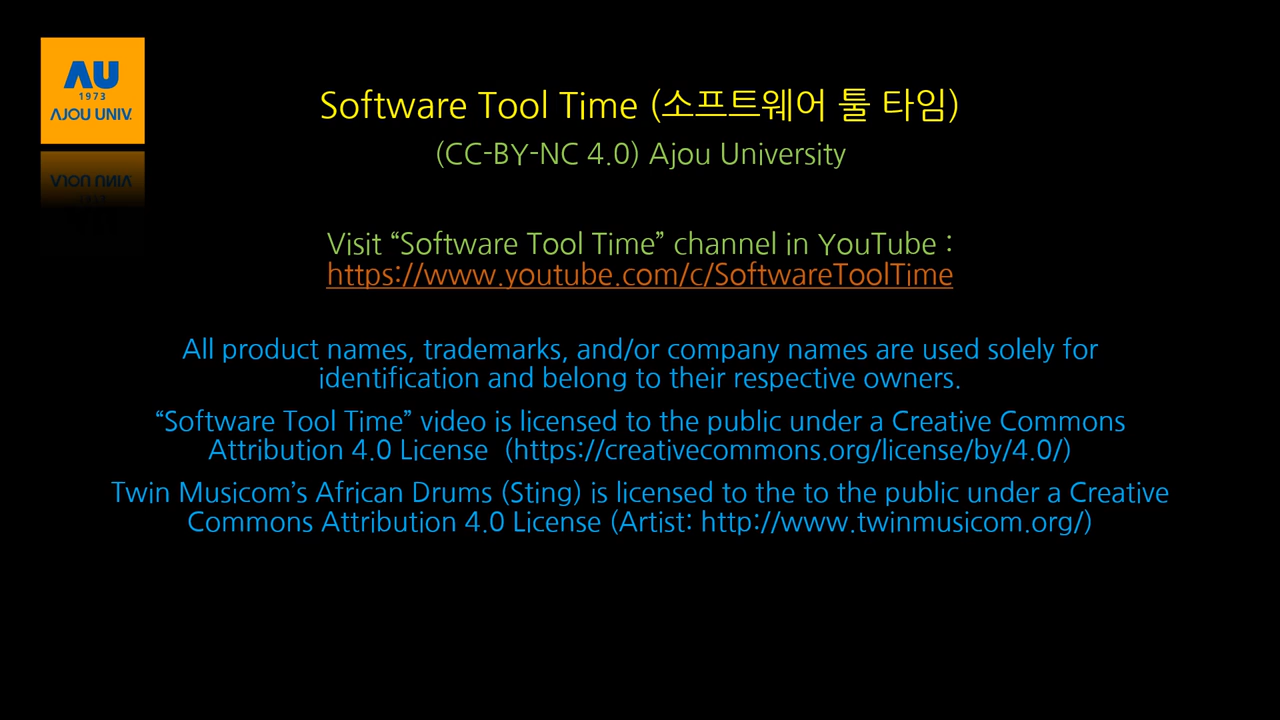 AU
1973
AJOU UNIV.
Software Tool Time (소프트웨어 툴 타임)
(CC-BY-NC 4.0) Ajou University
Visit “Software Tool Time” channel in YouTube :
https://www.youtube.com/c/SoftwareToolTime
All product names, trademarks, and/or company names are used solely for
identification and belong to their respective owners.
“Software Tool Time” video is licensed to the public under a Creative Commons
Attribution 4.0 License  (https://creativecommons.org/license/by/4.0/)
Twin Musicom’s African Drums (Sting) is licensed to the to the public under a Creative
Commons Attribution 4.0 License (Artist: http://www.twinmusicom.org/)